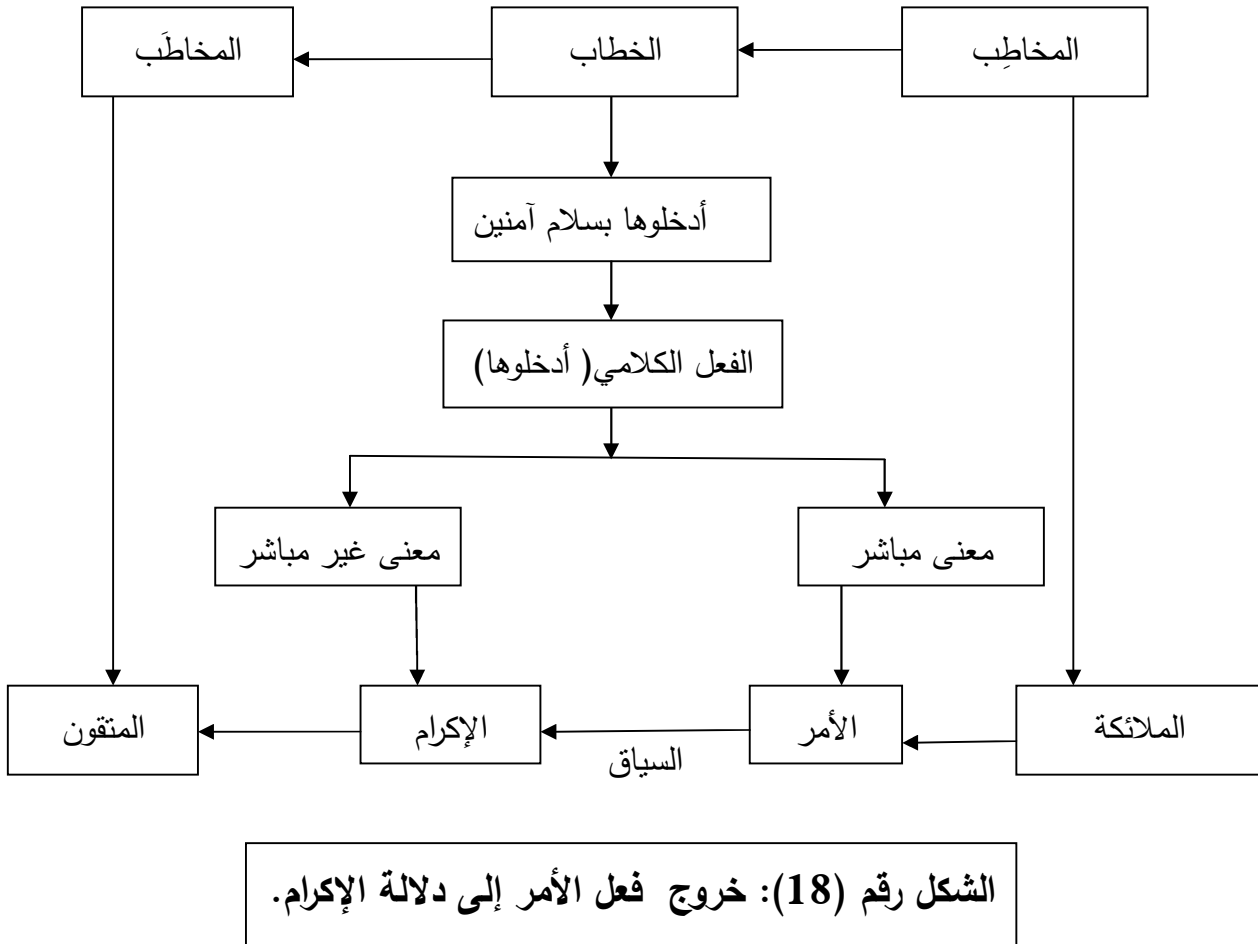 المخاطِب
الخطاب
المخاطَب
أدخلوها بسلام آمنين
الفعل الكلامي( أدخلوها)
معنى مباشر
معنى غير مباشر
الملائكة
الأمر
السياق
الإكرام
المتقون
الشكل رقم (18): خروج فعل الأمر إلى دلالة الإكرام.